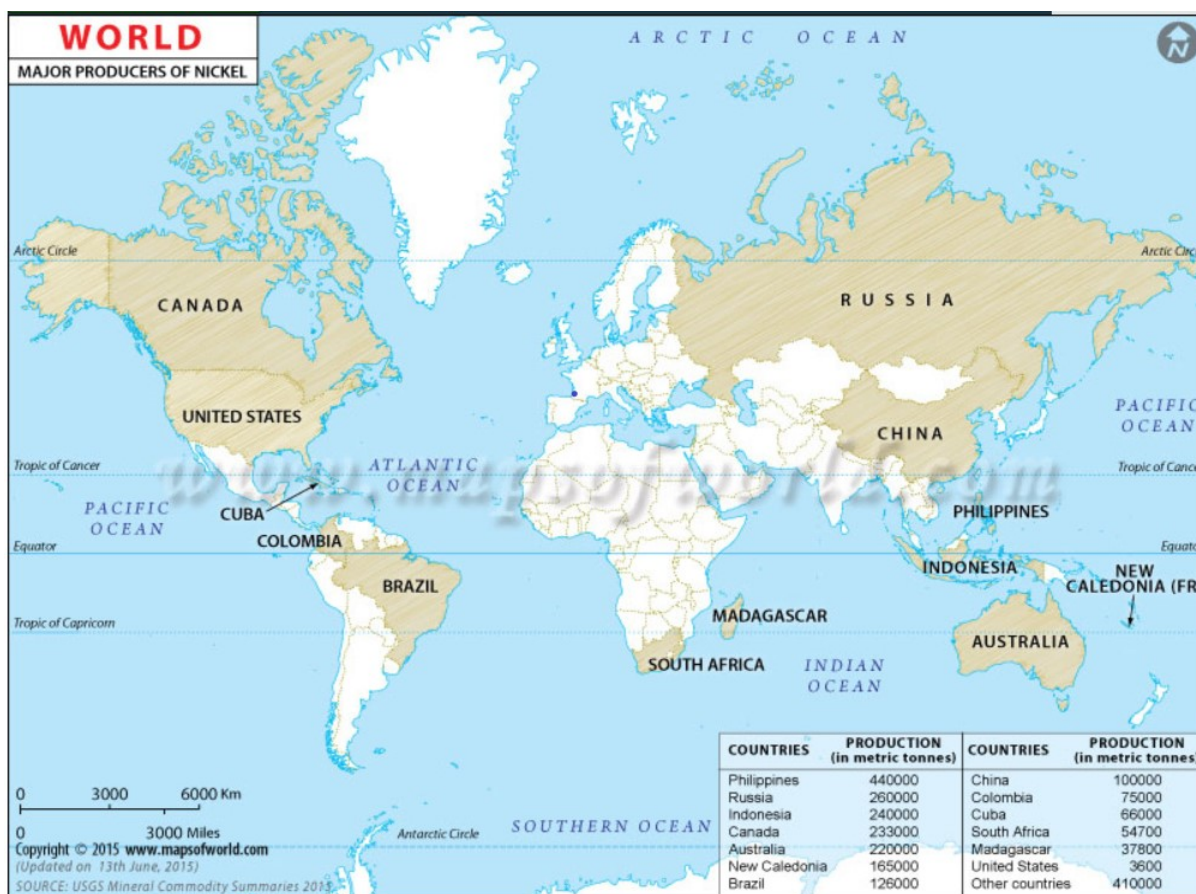 WORLD
MAJOR PRODUCERS OF NICKEL
ARCTIC OCEAN
N
Arctic Circle
Arctic Circ
CANADA
RUSSIA
UNITED STATES
PACIFIC
OCEAN
CHINA
Tropic of Cancer
ATLANTIC
OCEAN
Tropic of Cance
www.mapsofworld.com
PACIFIC
OCEAN
CUBA
PHILIPPINES
COLOMBIA
Equator
Equato
INDONESIA
NEW
CALEDONIA (FR
BRAZIL
MADAGASCAR
Tropic of Capricorn
AUSTRALIA
SOUTH AFRICA
INDIAN
OCEAN
COUNTRIES PRODUCTION (in metric tonnes) COUNTRIES PRODUCTION (in metric tonnes)
Philippines 440000 China 100000
Russia 260000 Colombia 75000
Indonesia 240000 Cuba 66000
Canada 233000 South Africa 54700
Australia 220000 Madagascar 37800
New Caledonia 165000 United States 3600
Brazil 126000 Other countries 410000
0 3000 6000 Km
0 3000 Miles
SOUTHERN OCEAN
Antarctic Circle
Copyright © 2015 www.mapsofworld.com
(Updated on 13th June, 2015)
SOURCE: USGS Mineral Commodity Summaries 2015